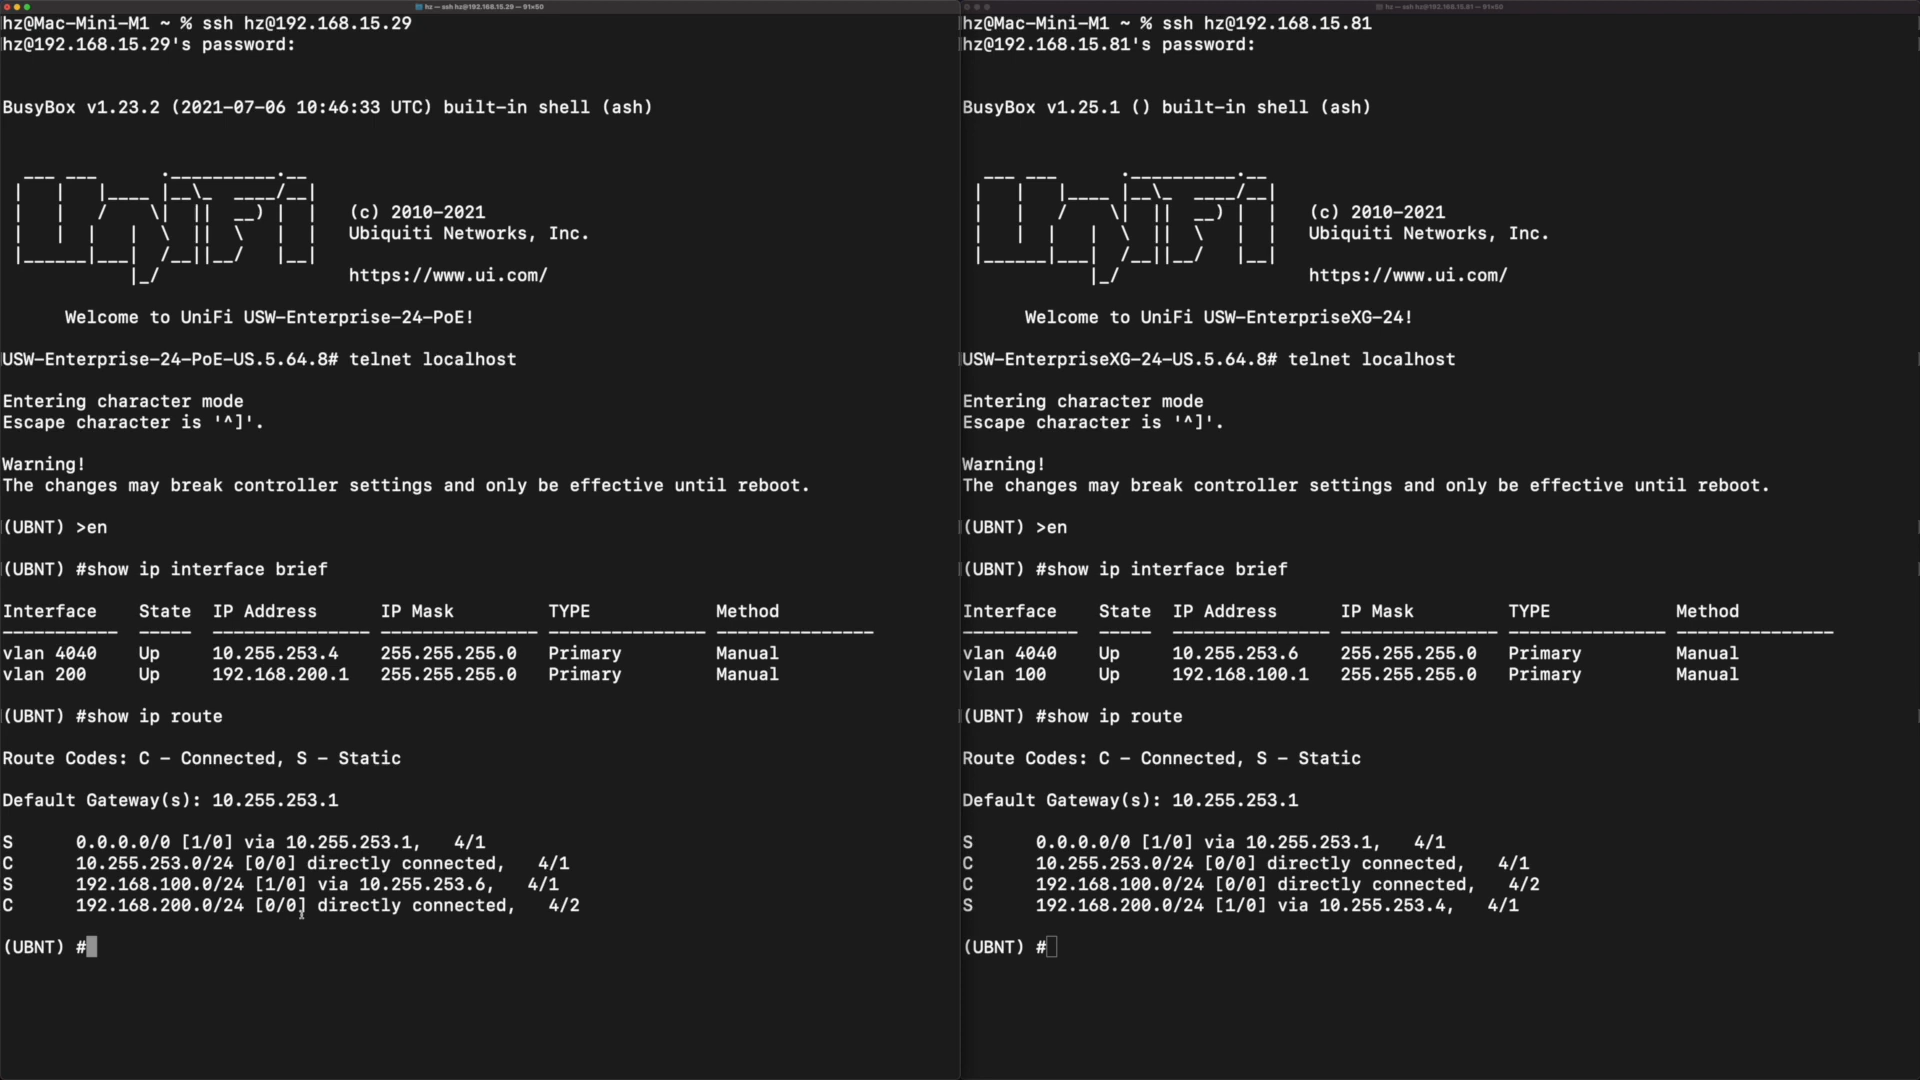 hz — ssh hz@192.168.15.29 — 91×50
hz@Mac-Mini-M1 ~ % ssh hz@192.168.15.29
hz@192.168.15.29's password:
BusyBox v1.23.2 (2021-07-06 10:46:33 UTC) built-in shell (ash)
(c) 2010-2021
Ubiquiti Networks, Inc.
https://www.ui.com/
Welcome to UniFi USW-Enterprise-24-PoE!
USW-Enterprise-24-PoE-US.5.64.8# telnet localhost
Entering character mode
Escape character is '^]'.
Warning!
The changes may break controller settings and only be effective until reboot.
(UBNT) >en
(UBNT) #show ip interface brief
Interface State IP Address IP Mask TYPE Method
----------- ----- --------------- --------------- --------------- ---------------
vlan 4040 Up 10.255.253.4 255.255.255.0 Primary Manual
vlan 200 Up 192.168.200.1 255.255.255.0 Primary Manual
(UBNT) #show ip route
Route Codes: C - Connected, S - Static
Default Gateway(s): 10.255.253.1
S 0.0.0.0/0 [1/0] via 10.255.253.1, 4/1
C 10.255.253.0/24 [0/0] directly connected, 4/1
S 192.168.100.0/24 [1/0] via 10.255.253.6, 4/1
C 192.168.200.0/24 [0/0] directly connected, 4/2
(UBNT) #
hz — ssh hz@192.168.15.81 — 91×50
hz@Mac-Mini-M1 ~ % ssh hz@192.168.15.81
hz@192.168.15.81's password:
BusyBox v1.25.1 () built-in shell (ash)
(c) 2010-2021
Ubiquiti Networks, Inc.
https://www.ui.com/
Welcome to UniFi USW-EnterpriseXG-24!
USW-EnterpriseXG-24-US.5.64.8# telnet localhost
Entering character mode
Escape character is '^]'.
Warning!
The changes may break controller settings and only be effective until reboot.
(UBNT) >en
(UBNT) #show ip interface brief
Interface State IP Address IP Mask TYPE Method
----------- ----- --------------- --------------- --------------- ---------------
vlan 4040 Up 10.255.253.6 255.255.255.0 Primary Manual
vlan 100 Up 192.168.100.1 255.255.255.0 Primary Manual
(UBNT) #show ip route
Route Codes: C - Connected, S - Static
Default Gateway(s): 10.255.253.1
S 0.0.0.0/0 [1/0] via 10.255.253.1, 4/1
C 10.255.253.0/24 [0/0] directly connected, 4/1
C 192.168.100.0/24 [0/0] directly connected, 4/2
S 192.168.200.0/24 [1/0] via 10.255.253.4, 4/1
(UBNT) #